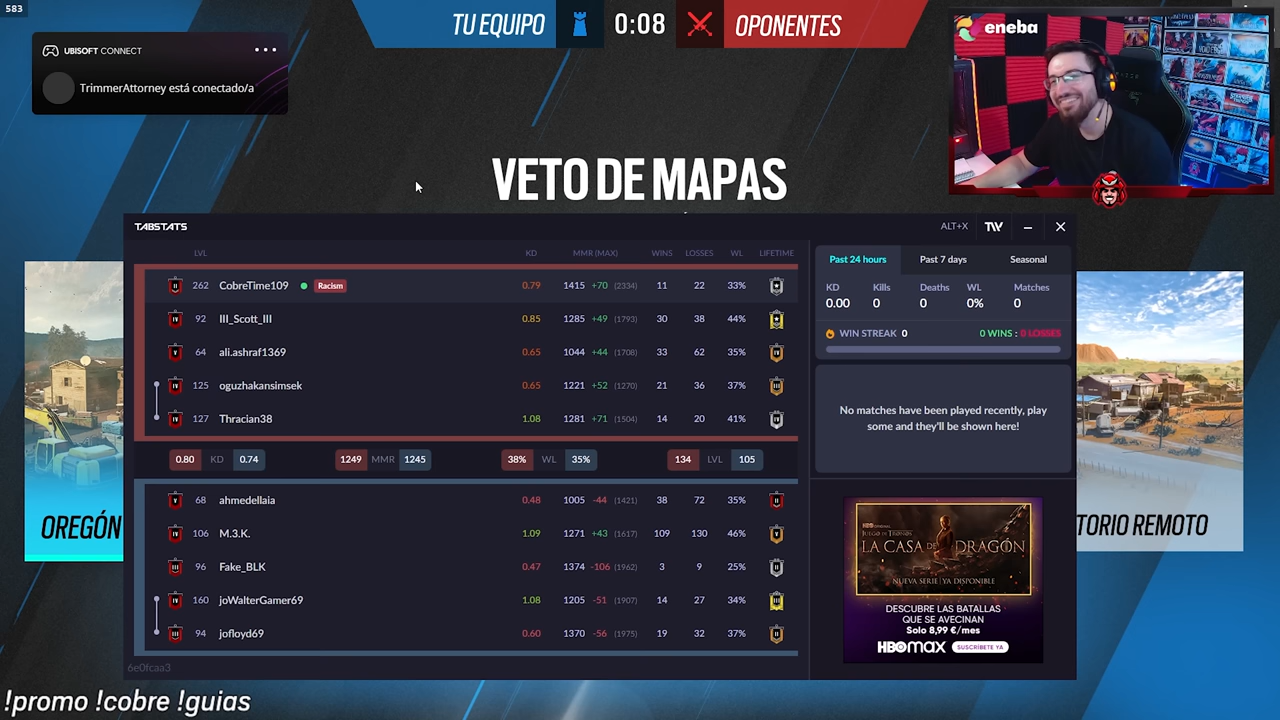 583
TU EQUIPO
0:08
OPONENTES
UBISOFT CONNECT
TrimmerAttorney está conectado/a
eneba
VETO DE MAPAS
TABSTATS
ALT+X
LVL KD MMR (MAX) WINS LOSSES WL LIFETIME
262 CobreTime109 Racism 0.79 1415 +70 (2334) 11 22 33%
92 III_Scott_III 0.85 1285 +49 (1793) 30 38 44%
64 ali.ashraf1369 0.65 1044 +44 (1708) 33 62 35%
125 oguzhakansimsek 0.65 1221 +52 (1270) 21 36 37%
127 Thracian38 1.08 1281 +71 (1504) 14 20 41%
0.80 KD 0.74 1249 MMR 1245 38% WL 35% 134 LVL 105
68 ahmedellaia 0.48 1005 -44 (1421) 38 72 35%
106 M.3.K. 1.09 1271 +43 (1617) 109 130 46%
96 Fake_BLK 0.47 1374 -106 (1962) 3 9 25%
160 joWalterGamer69 1.08 1205 -51 (1907) 14 27 34%
94 jofloyd69 0.60 1370 -56 (1975) 19 32 37%
6e0fcaa3
Past 24 hours Past 7 days Seasonal
KD Kills Deaths WL Matches
0.00 0 0 0% 0
WIN STREAK 0 0 WINS : 0 LOSSES
No matches have been played recently, play
some and they'll be shown here!
HBO ORIGINAL
JUEGO DE TRONOS
LA CASA DEL DRAGÓN
NUEVA SERIE | YA DISPONIBLE
DESCUBRE LAS BATALLAS
QUE SE AVECINAN
Solo 8,99 €/mes
HBOMAX SUSCRÍBETE YA
OREGÓN
TORIO REMOTO
!promo !cobre !guias